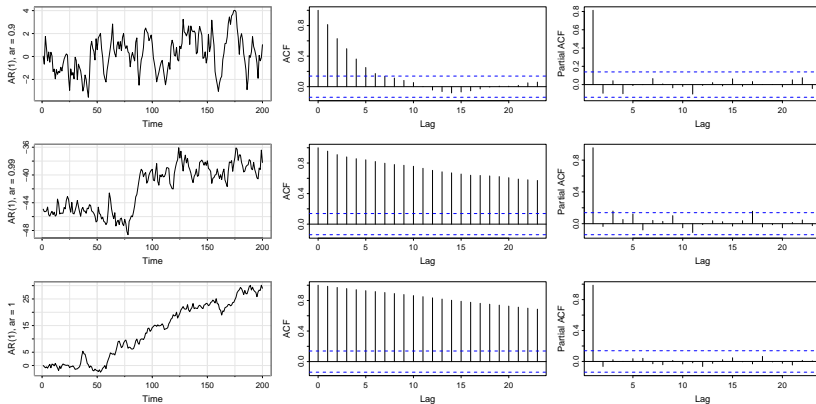 AR(1), ar = 0.9
4
2
0
−2
0 50 100 150 200
Time
ACF
0.8
0.4
0.0
0 5 10 15 20
Lag
Partial ACF
0.8
0.4
0.0
5 10 15 20
Lag
AR(1), ar = 0.99
−36
−40
−44
−48
0 50 100 150 200
Time
ACF
0.8
0.4
0.0
0 5 10 15 20
Lag
Partial ACF
0.8
0.4
0.0
5 10 15 20
Lag
AR(1), ar = 1
25
15
5
0
0 50 100 150 200
Time
ACF
0.8
0.4
0.0
0 5 10 15 20
Lag
Partial ACF
0.8
0.4
0.0
5 10 15 20
Lag